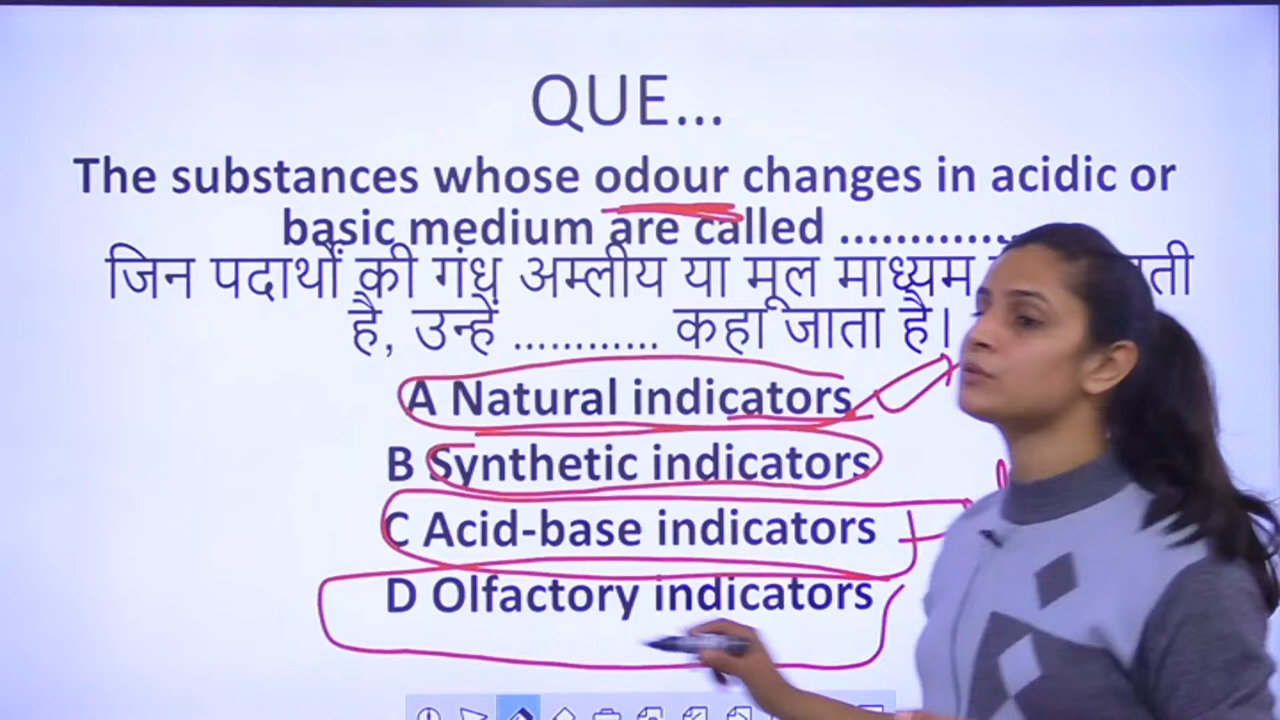 QUE...
The substances whose odour changes in acidic or
basic medium are called ..............
जिन पदार्थों की गंध अम्लीय या मूल माध्यम
है, उन्हें ............ कहा जाता है।
A Natural indicators
B Synthetic indicators
C Acid-base indicators
D Olfactory indicators